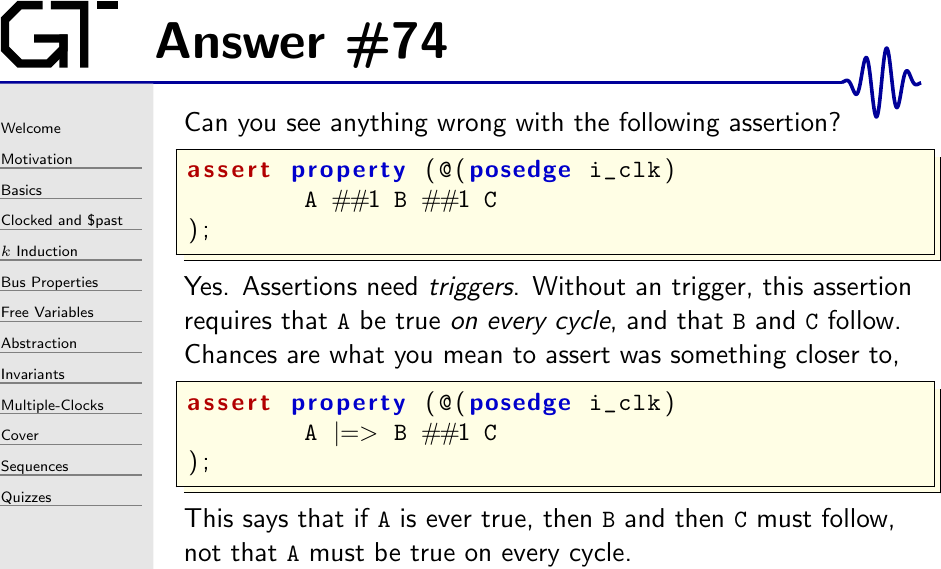 GT
Answer #74
Welcome
Motivation
Basics
Clocked and $past
k Induction
Bus Properties
Free Variables
Abstraction
Invariants
Multiple-Clocks
Cover
Sequences
Quizzes
Can you see anything wrong with the following assertion?
assert property (@(posedge i_clk)
A ##1 B ##1 C
);
Yes. Assertions need triggers. Without an trigger, this assertion
requires that A be true on every cycle, and that B and C follow.
Chances are what you mean to assert was something closer to,
assert property (@(posedge i_clk)
A |=> B ##1 C
);
This says that if A is ever true, then B and then C must follow,
not that A must be true on every cycle.